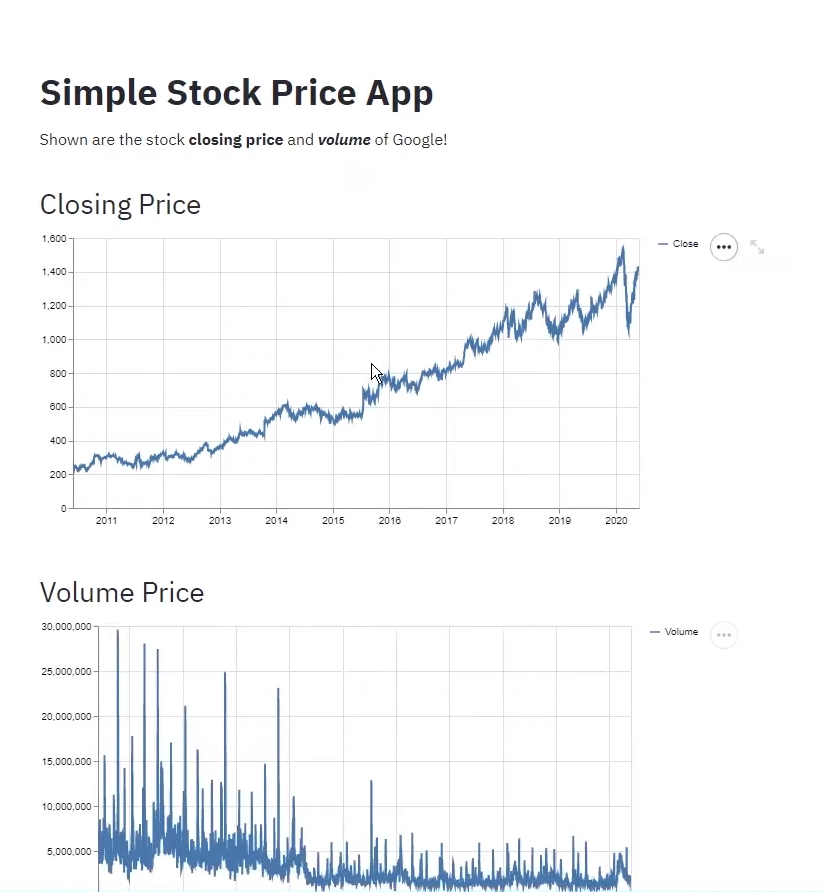 Simple Stock Price App
Shown are the stock closing price and volume of Google!
Closing Price
Close
1,600
1,400
1,200
1,000
800
600
400
200
0
2011 2012 2013 2014 2015 2016 2017 2018 2019 2020
Volume Price
Volume
30,000,000
25,000,000
20,000,000
15,000,000
10,000,000
5,000,000